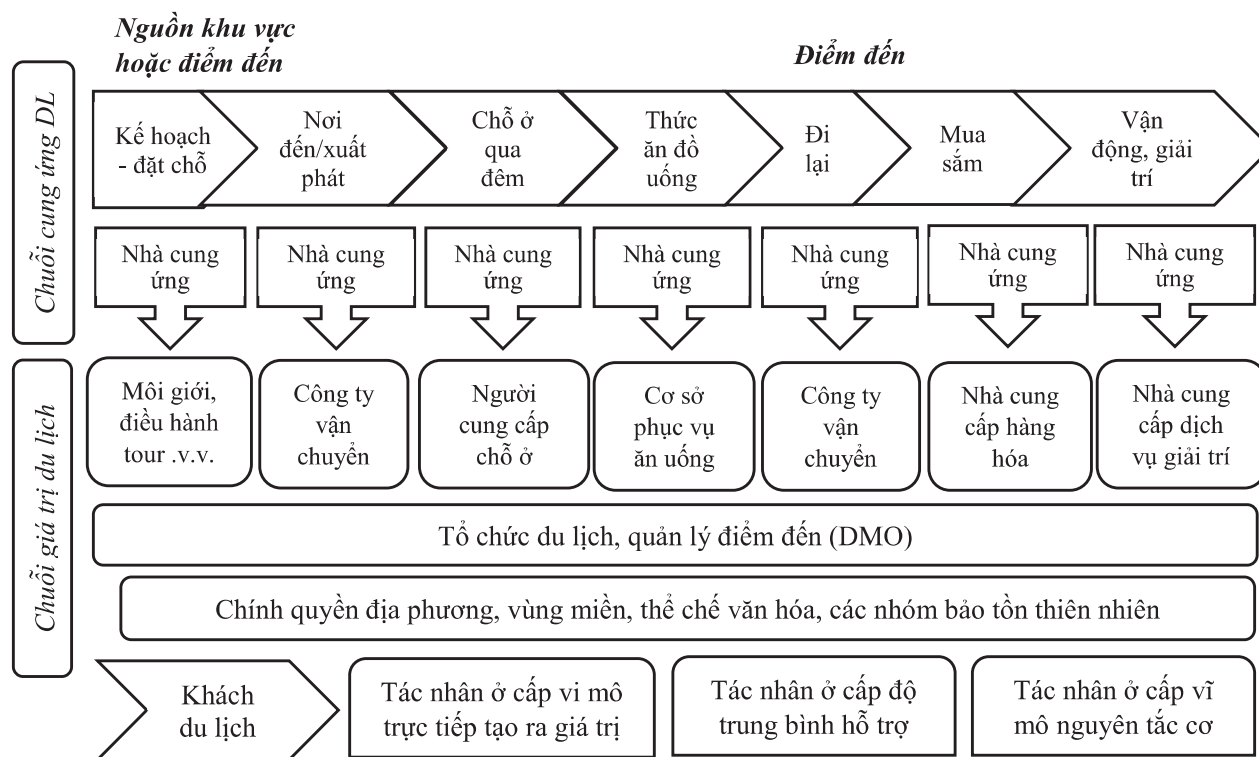 Nguồn khu vực
hoặc điểm đến
Điểm đến
Chuỗi cung ứng DL
Kế hoạch
- đặt chỗ
Nơi
đến/xuất
phát
Chỗ ở
qua
đêm
Thức
ăn đồ
uống
Đi
lại
Mua
sắm
Vận
động, giải
trí
Nhà cung
ứng
Nhà cung
ứng
Nhà cung
ứng
Nhà cung
ứng
Nhà cung
ứng
Nhà cung
ứng
Nhà cung
ứng
Chuỗi giá trị du lịch
Môi giới,
điều hành
tour .v.v.
Công ty
vận
chuyển
Người
cung cấp
chỗ ở
Cơ sở
phục vụ
ăn uống
Công ty
vận
chuyển
Nhà cung
cấp hàng
hóa
Nhà cung
cấp dịch
vụ giải trí
Tổ chức du lịch, quản lý điểm đến (DMO)
Chính quyền địa phương, vùng miền, thể chế văn hóa, các nhóm bảo tồn thiên nhiên
Khách
du lịch
Tác nhân ở cấp vi mô
trực tiếp tạo ra giá trị
Tác nhân ở cấp độ
trung bình hỗ trợ
Tác nhân ở cấp vĩ
mô nguyên tắc cơ